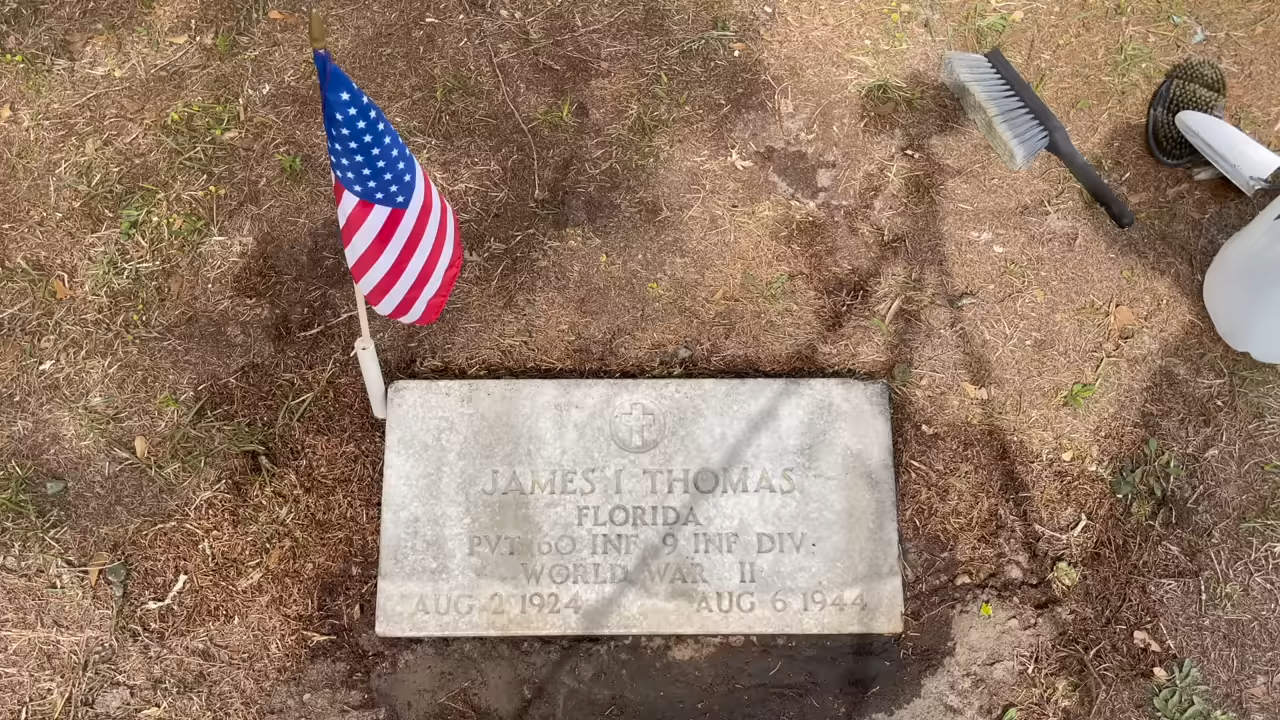 JAMES I THOMAS
FLORIDA
PVT 60 INF 9 INF DIV
WORLD WAR II
AUG 2 1924 AUG 6 1944